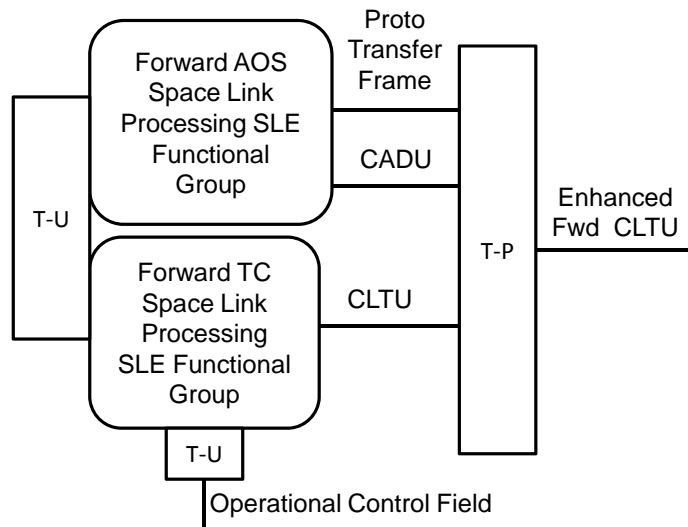 Proto
Transfer
Frame
Forward AOS
Space Link
Processing SLE
Functional
Group
CADU
T-U
Enhanced
Fwd CLTU
T-P
Forward TC
Space Link
Processing
SLE Functional
Group
CLTU
T-U
Operational Control Field